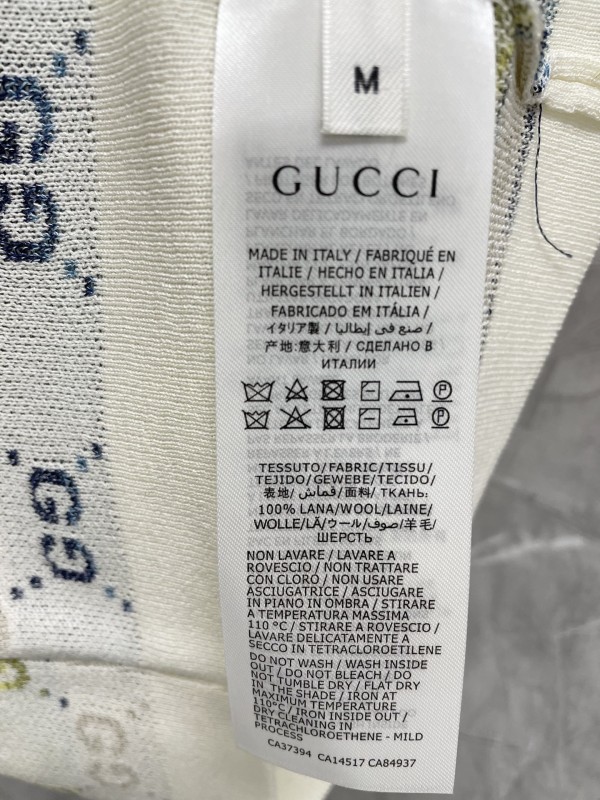 M
GUCCI
MADE IN ITALY / FABRIQUÉ EN
ITALIE / HECHO EN ITALIA /
HERGESTELLT IN ITALIEN /
FABRICADO EM ITÁLIA /
イタリア製 / صنع في إيطاليا /
产地:意大利 / СДЕЛАНО В
ИТАЛИИ
P
P
TESSUTO/FABRIC/TISSU/
TEJIDO/GEWEBE/TECIDO/
表地/ قماش/面料/ ТКАНЬ:
100% LANA/WOOL/LAINE/
WOLLE/LÃ/ウール/صوف/羊毛/
ШЕРСТЬ
NON LAVARE / LAVARE A
ROVESCIO / NON TRATTARE
CON CLORO / NON USARE
ASCIUGATRICE / ASCIUGARE
IN PIANO IN OMBRA / STIRARE
A TEMPERATURA MASSIMA
110 °C / STIRARE A ROVESCIO /
LAVARE DELICATAMENTE A
SECCO IN TETRACLOROETILENE
DO NOT WASH / WASH INSIDE
OUT / DO NOT BLEACH / DO
NOT TUMBLE DRY / FLAT DRY
IN THE SHADE / IRON AT
MAXIMUM TEMPERATURE
110°C / IRON INSIDE OUT /
DRY CLEANING IN
TETRACHLOROETHENE - MILD
PROCESS
CA37394 CA14517 CA84937